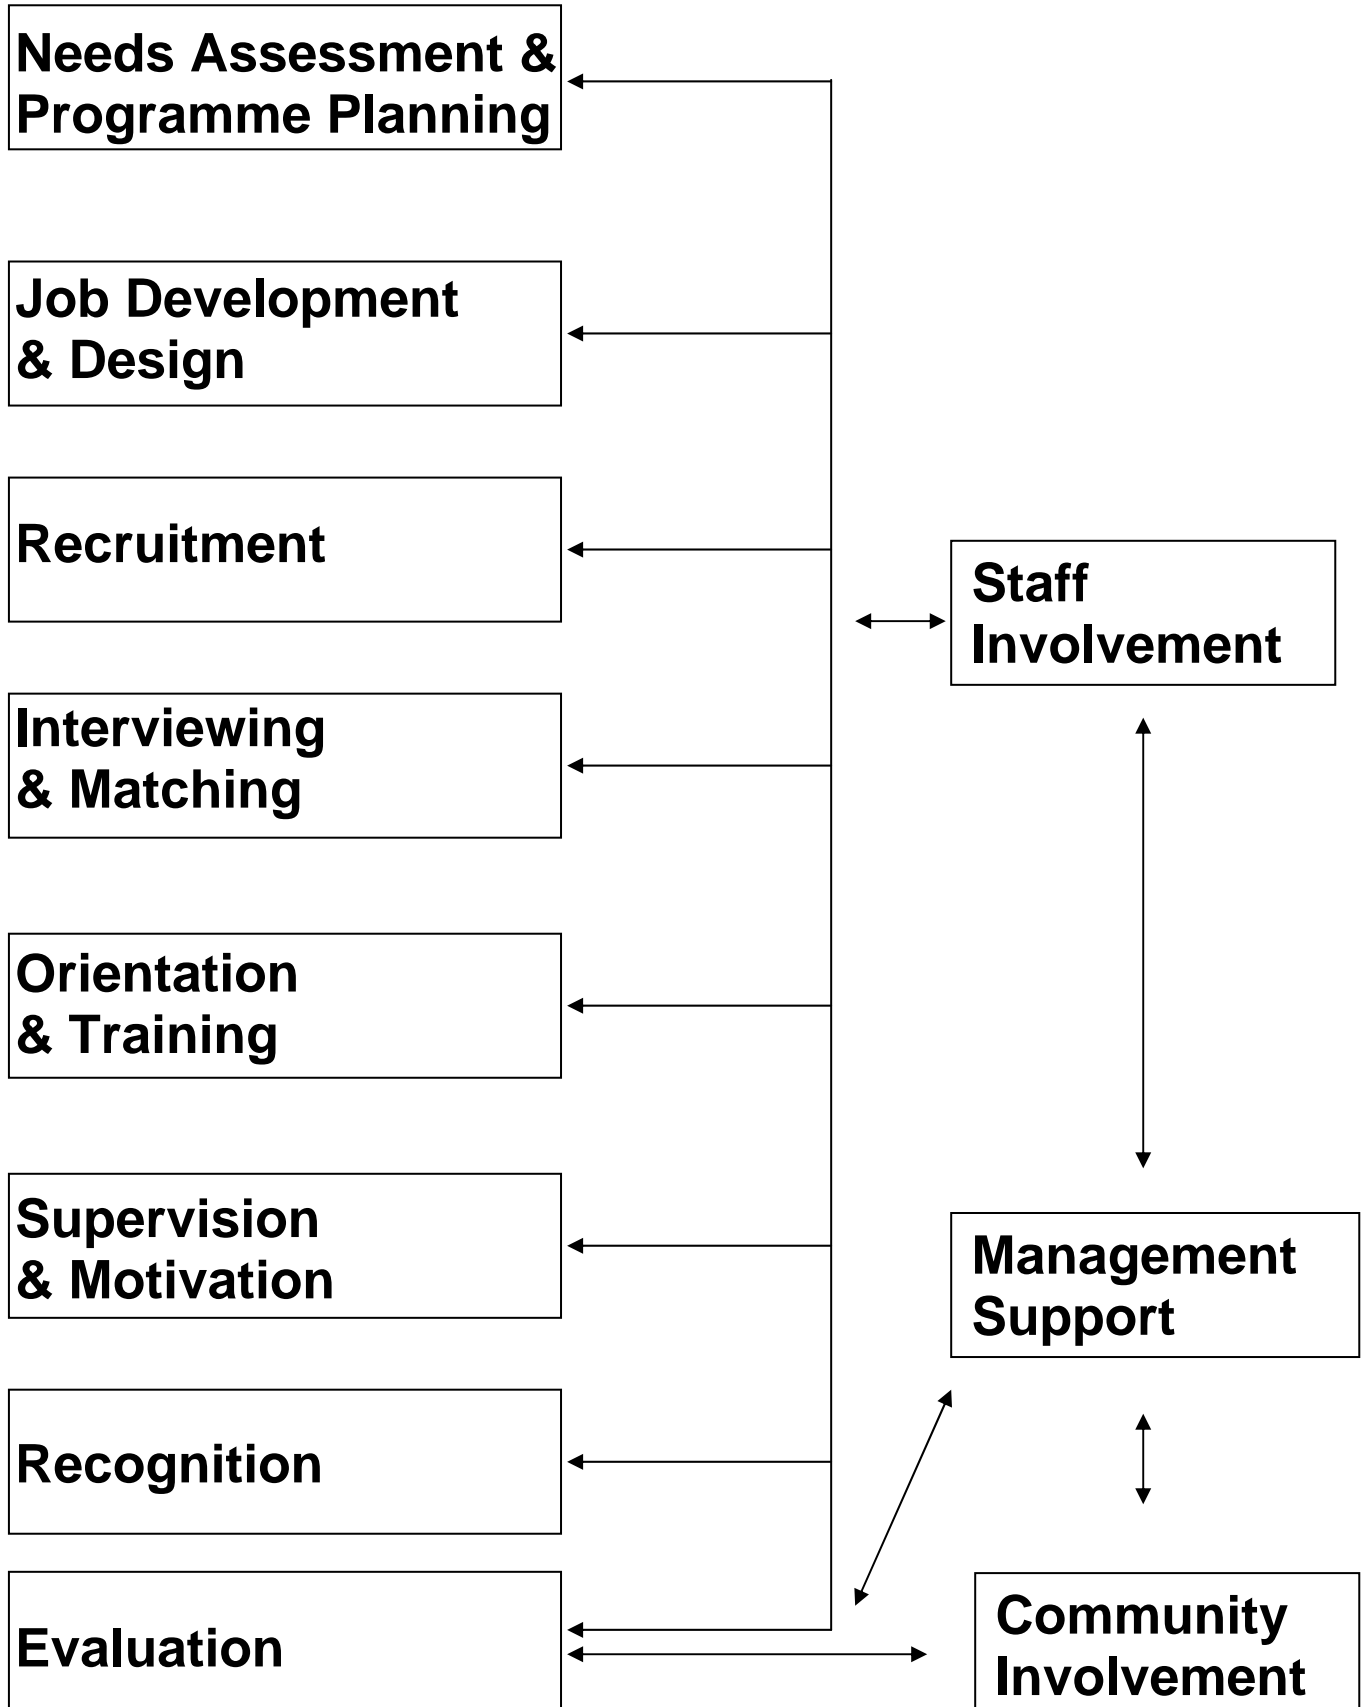 Needs Assessment &
Programme Planning
Job Development
& Design
Recruitment
Interviewing
& Matching
Orientation
& Training
Supervision
& Motivation
Recognition
Evaluation
Staff
Involvement
Management
Support
Community
Involvement